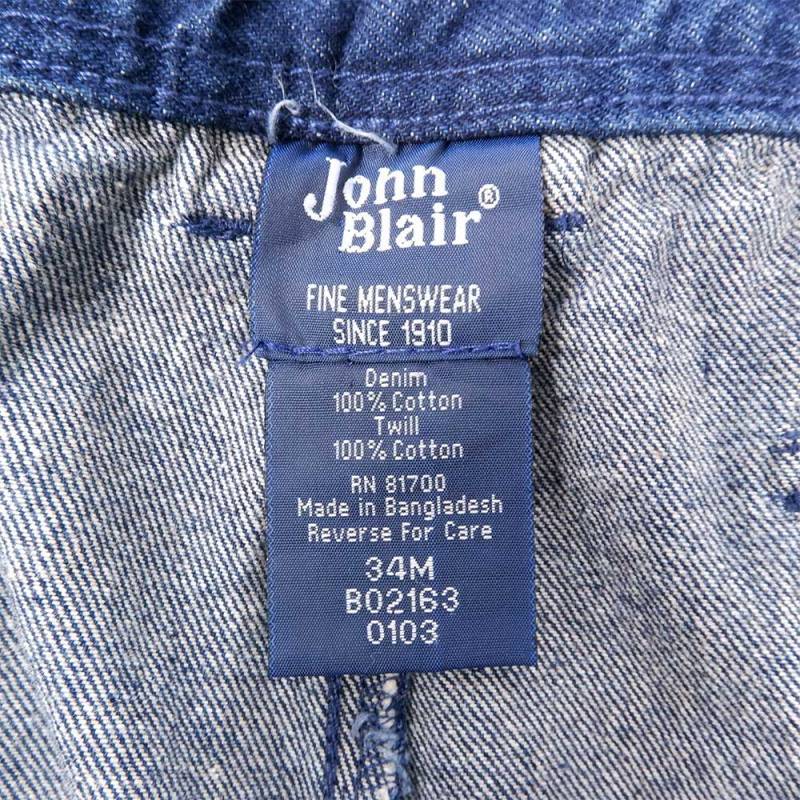 John
Blair®
FINE MENSWEAR
SINCE 1910
Denim
100% Cotton
Twill
100% Cotton
RN 81700
Made in Bangladesh
Reverse For Care
34M
B02163
0103